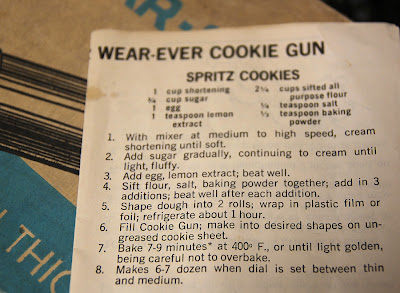 AR-
WEAR-EVER COOKIE GUN
SPRITZ COOKIES
1 cup shortening
¾ cup sugar
1 egg
1 teaspoon lemon
extract
2¼ cups sifted all
purpose flour
¼ teaspoon salt
½ teaspoon baking
powder
1. With mixer at medium to high speed, cream
shortening until soft.
2. Add sugar gradually, continuing to cream until
light, fluffy.
3. Add egg, lemon extract; beat well.
4. Sift flour, salt, baking powder together; add in 3
additions; beat well after each addition.
5. Shape dough into 2 rolls; wrap in plastic film or
foil; refrigerate about 1 hour.
6. Fill Cookie Gun; make into desired shapes on un-
greased cookie sheet.
7. Bake 7-9 minutes* at 400° F., or until light golden,
being careful not to overbake.
8. Makes 6-7 dozen when dial is set between thin
and medium.
THIC